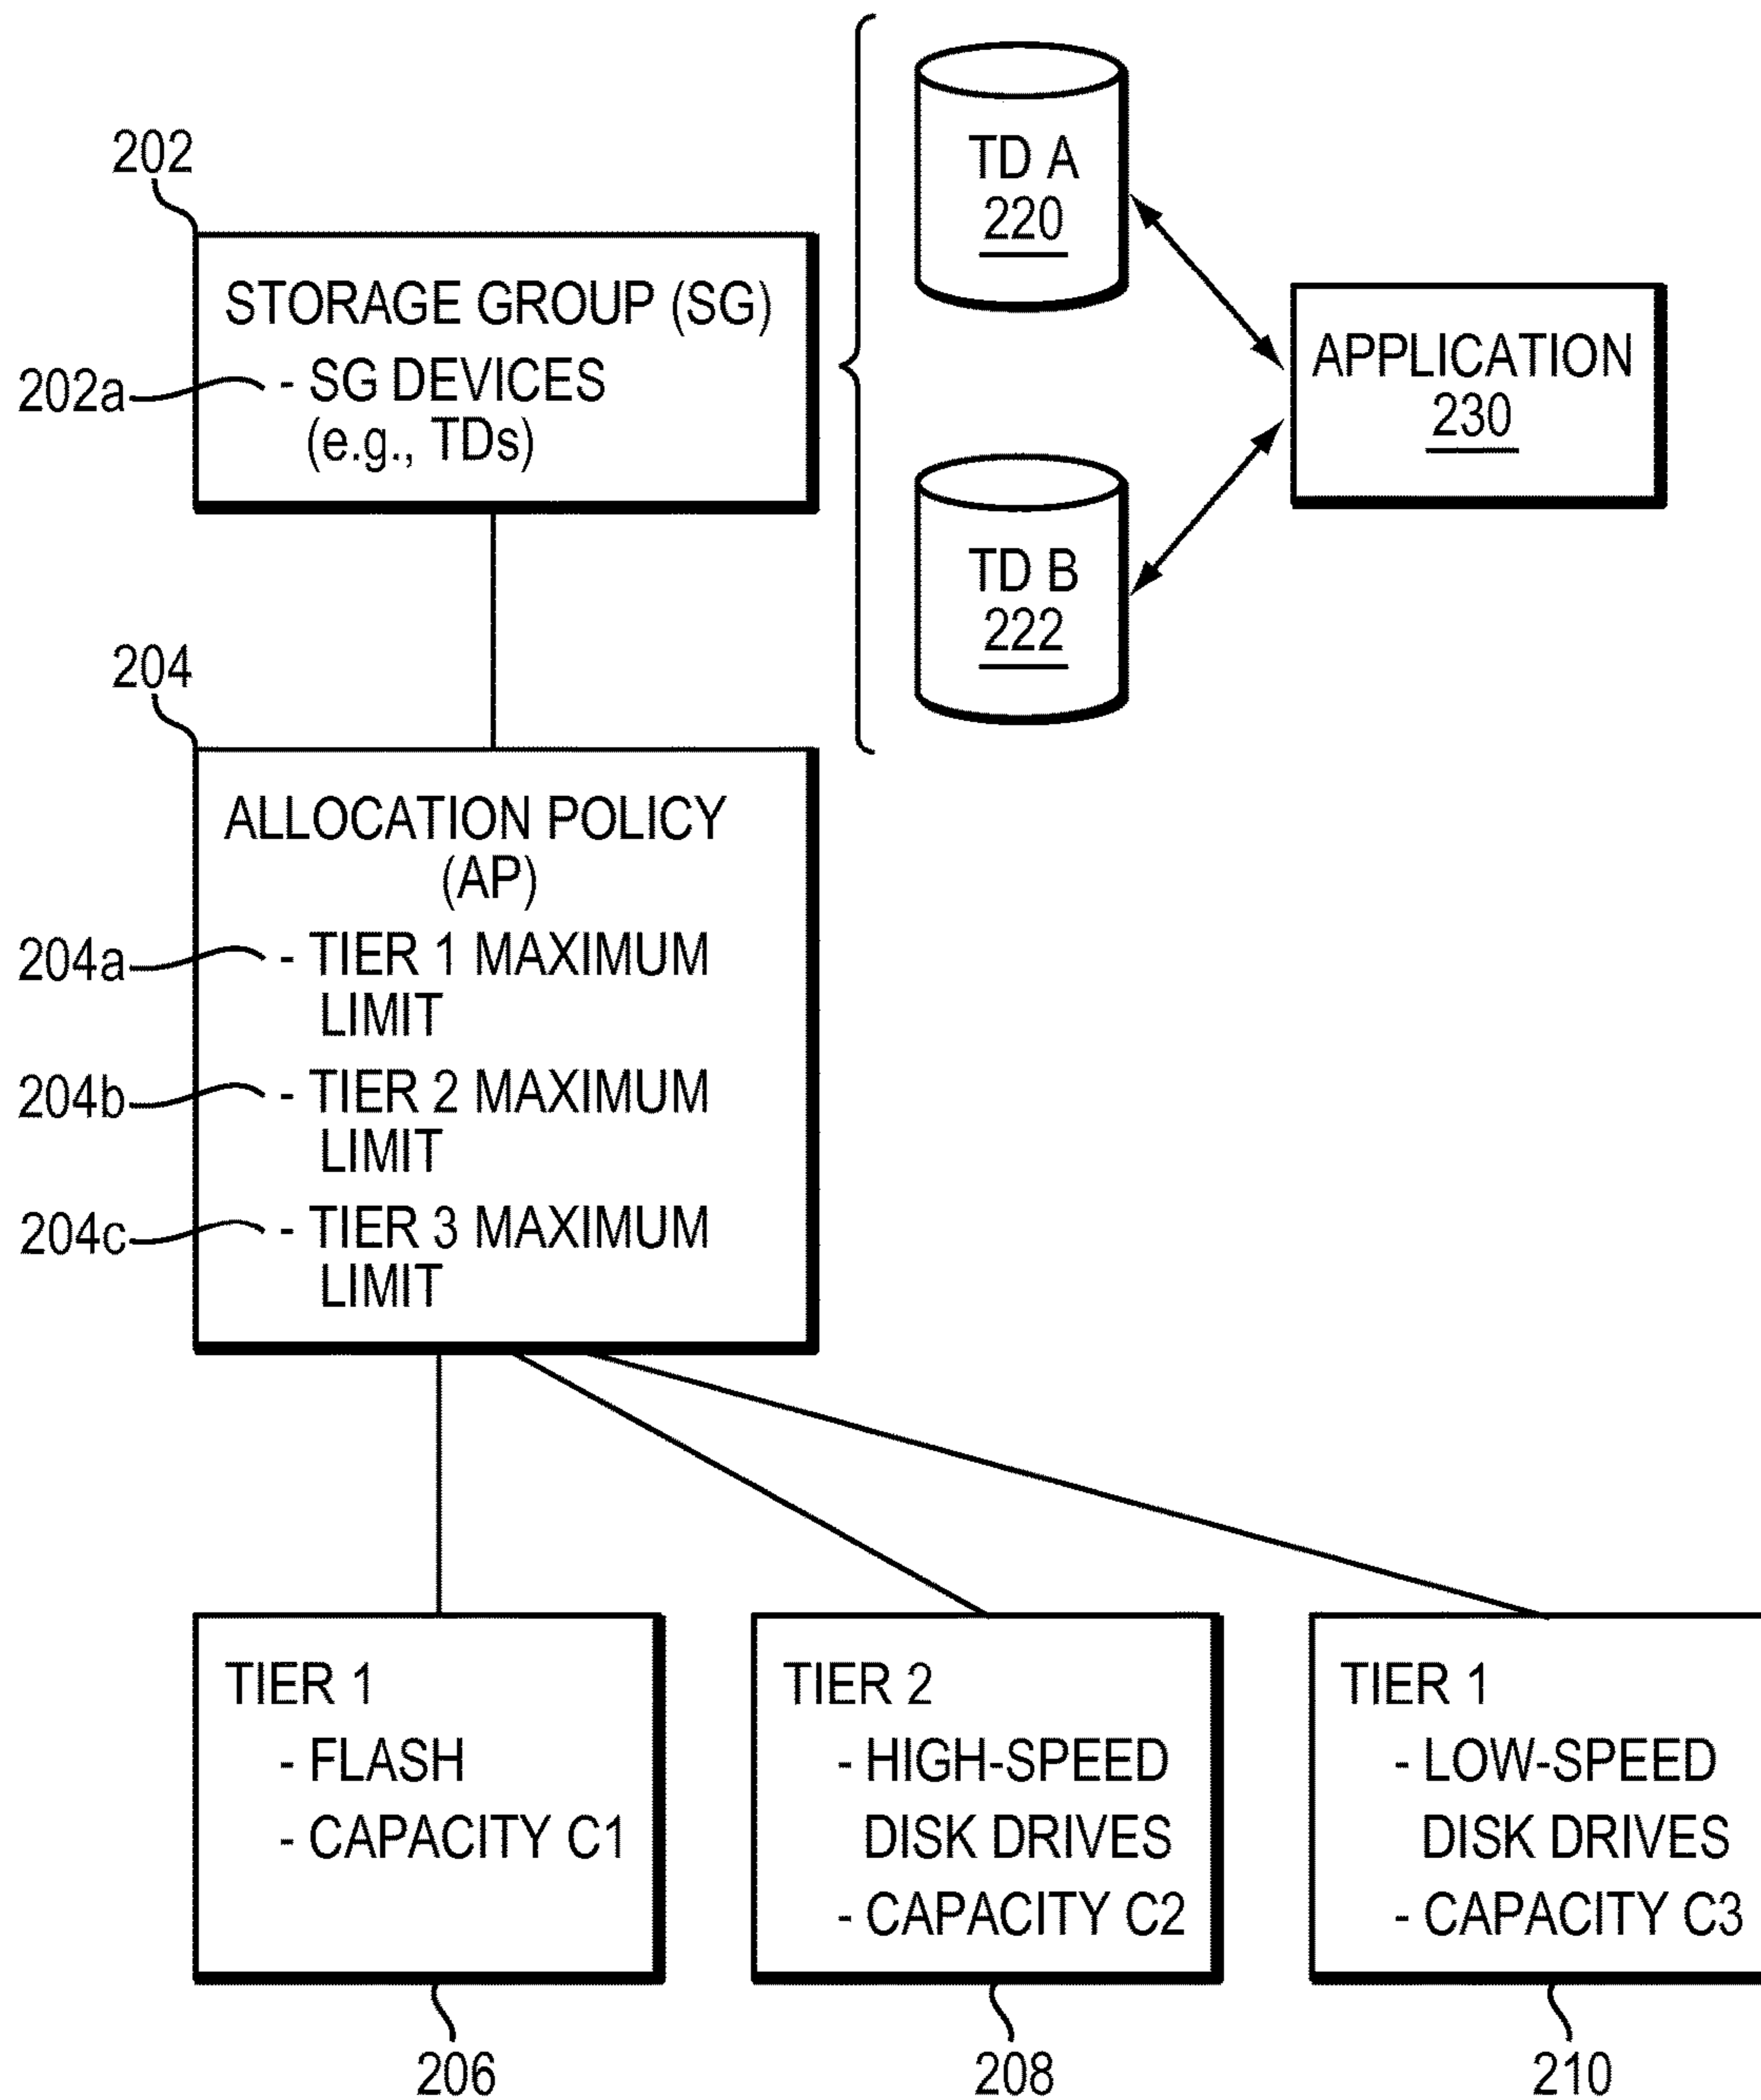 202
STORAGE GROUP (SG)
202a
- SG DEVICES
(e.g., TDs)
TD A
220
TD B
222
APPLICATION
230
204
ALLOCATION POLICY
(AP)
204a
- TIER 1 MAXIMUM
LIMIT
204b
- TIER 2 MAXIMUM
LIMIT
204c
- TIER 3 MAXIMUM
LIMIT
TIER 1
- FLASH
- CAPACITY C1
206
TIER 2
- HIGH-SPEED
DISK DRIVES
- CAPACITY C2
208
TIER 1
- LOW-SPEED
DISK DRIVES
- CAPACITY C3
210